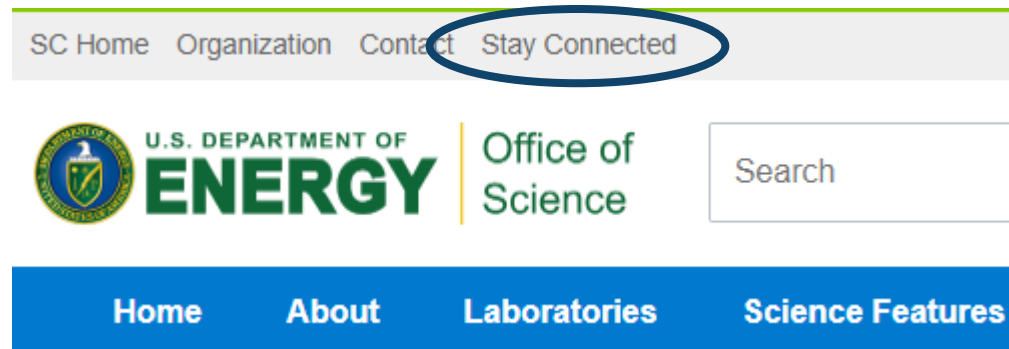 SC Home Organization Contact Stay Connected
U.S. DEPARTMENT OF
ENERGY
Office of
Science
Search
Home About Laboratories Science Features